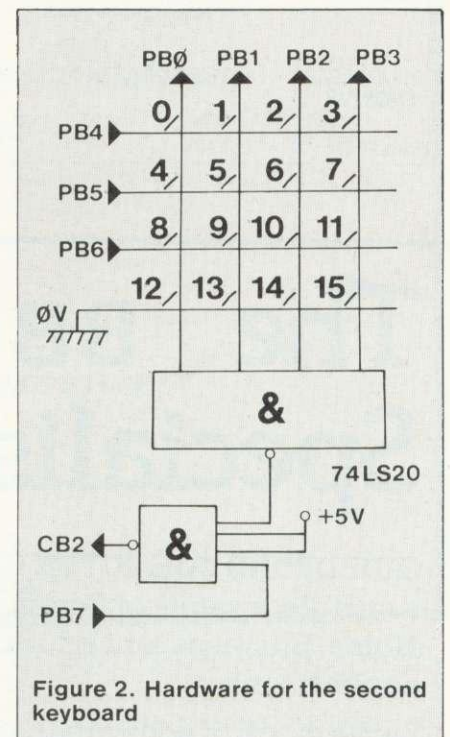 PBØ PB1 PB2 PB3
0 1 2 3
PB4
4 5 6 7
PB5
8 9 10 11
PB6
12 13 14 15
ØV
&
74LS20
+5V
CB2 &
PB7
Figure 2. Hardware for the second
keyboard